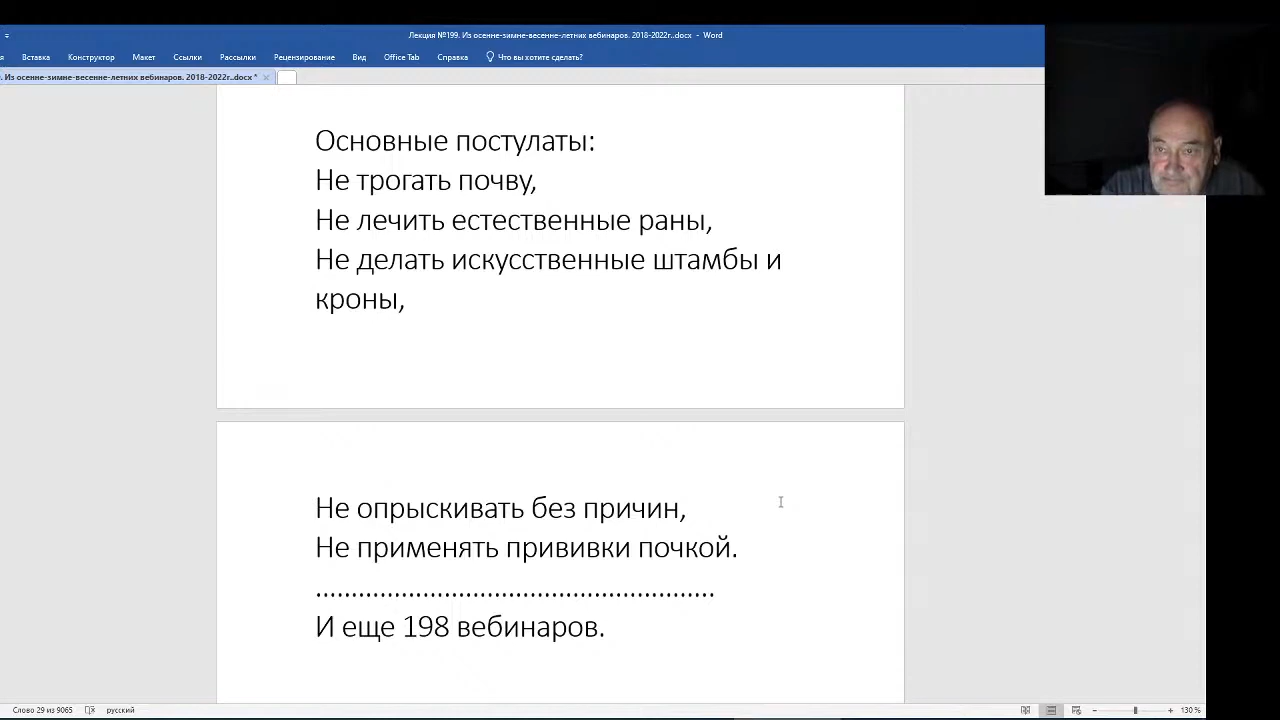 Лекция №199. Из осенне-зимне-весенне-летних вебинаров. 2018-2022г..docx - Word
я Вставка Конструктор Макет Ссылки Рассылки Рецензирование Вид Office Tab Справка Что вы хотите сделать?
. Из осенне-зимне-весенне-летних вебинаров. 2018-2022г..docx *
Основные постулаты:
Не трогать почву,
Не лечить естественные раны,
Не делать искусственные штамбы и
кроны,
Не опрыскивать без причин,
Не применять прививки почкой.
.......................................................
И еще 198 вебинаров.
Слово 29 из 9065 русский 130 %